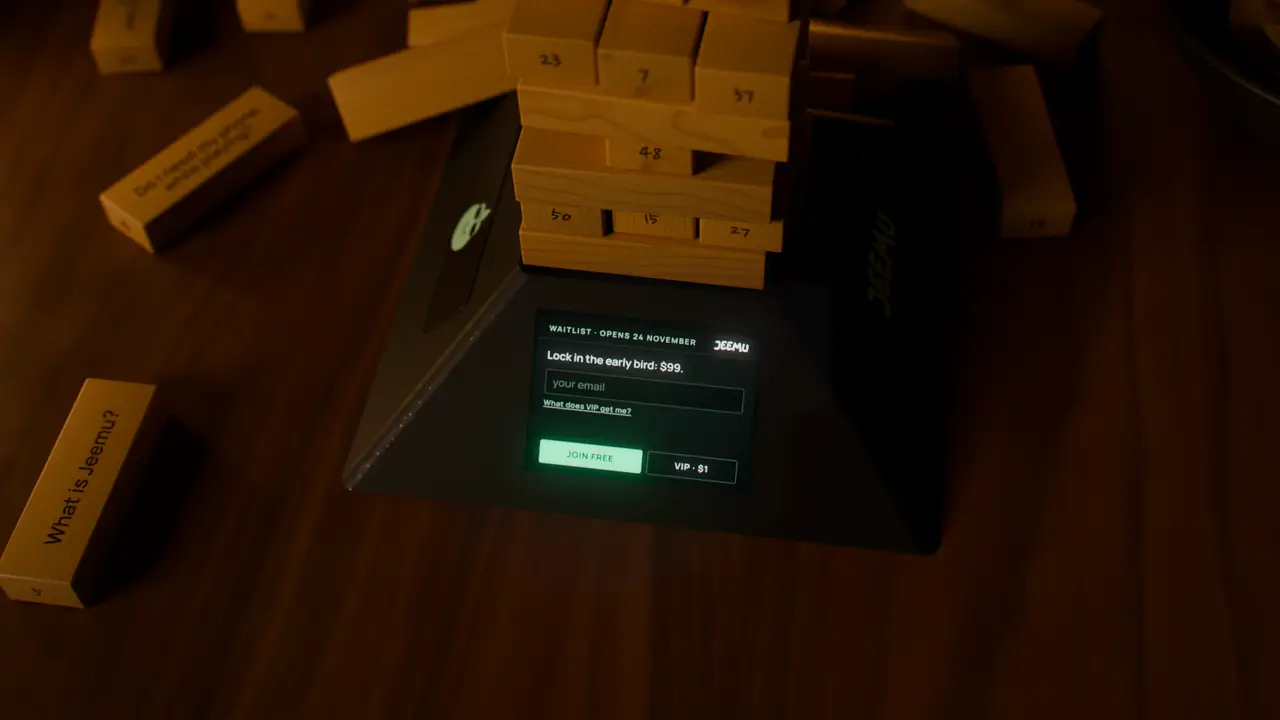 23
7
37
Do I need my phone
while playing?
48
50
15
27
JEEMU
WAITLIST · OPENS 24 NOVEMBER
JEEMU
Lock in the early bird: $99.
your email
What does VIP get me?
JOIN FREE
VIP · $1
What is Jeemu?